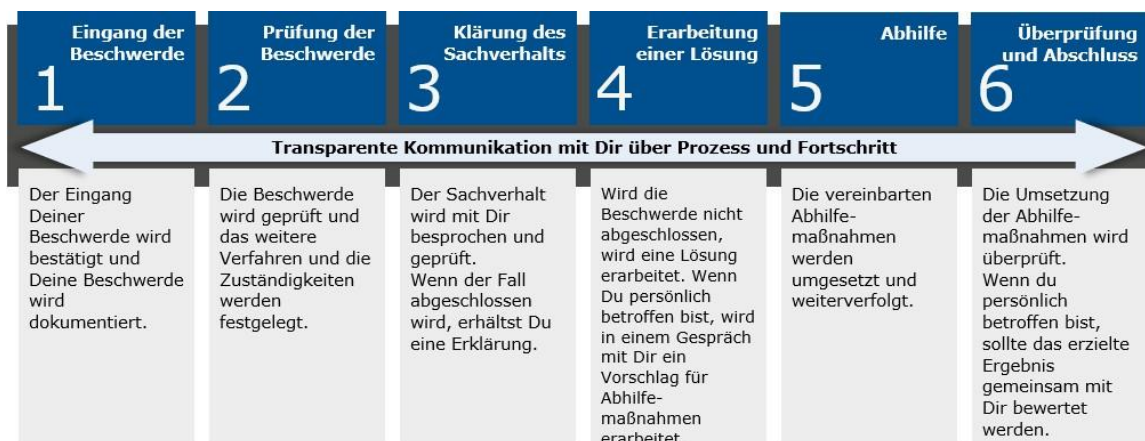 Eingang der
Beschwerde
1
Prüfung der
Beschwerde
2
Klärung des
Sachverhalts
3
Erarbeitung
einer Lösung
4
Abhilfe
5
Überprüfung
und Abschluss
6
Transparente Kommunikation mit Dir über Prozess und Fortschritt
Der Eingang
Deiner
Beschwerde wird
bestätigt und
Deine Beschwerde
wird
dokumentiert.
Die Beschwerde
wird geprüft und
das weitere
Verfahren und die
Zuständigkeiten
werden
festgelegt.
Der Sachverhalt
wird mit Dir
besprochen und
geprüft.
Wenn der Fall
abgeschlossen
wird, erhältst Du
eine Erklärung.
Wird die
Beschwerde nicht
abgeschlossen,
wird eine Lösung
erarbeitet. Wenn
Du persönlich
betroffen bist, wird
in einem Gespräch
mit Dir ein
Vorschlag für
Abhilfe-
maßnahmen
erarbeitet
Die vereinbarten
Abhilfe-
maßnahmen
werden
umgesetzt und
weiterverfolgt.
Die Umsetzung
der Abhilfe-
maßnahmen wird
überprüft.
Wenn du
persönlich
betroffen bist,
sollte das erzielte
Ergebnis
gemeinsam mit
Dir bewertet
werden.